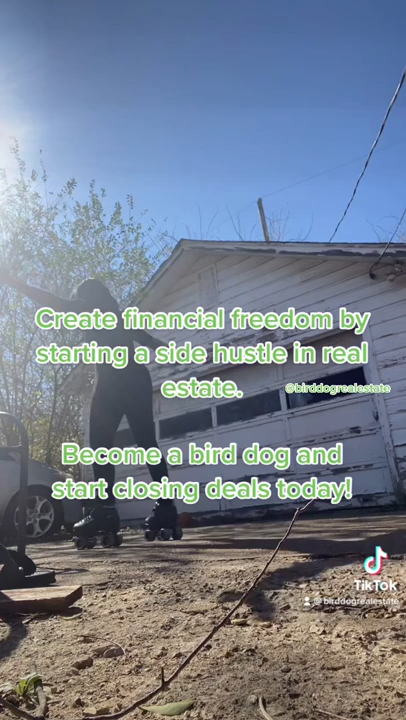 Create financial freedom by
starting a side hustle in real
estate.
@birddogrealestate
Become a bird dog and
start closing deals today!
TikTok
@birddogrealestate